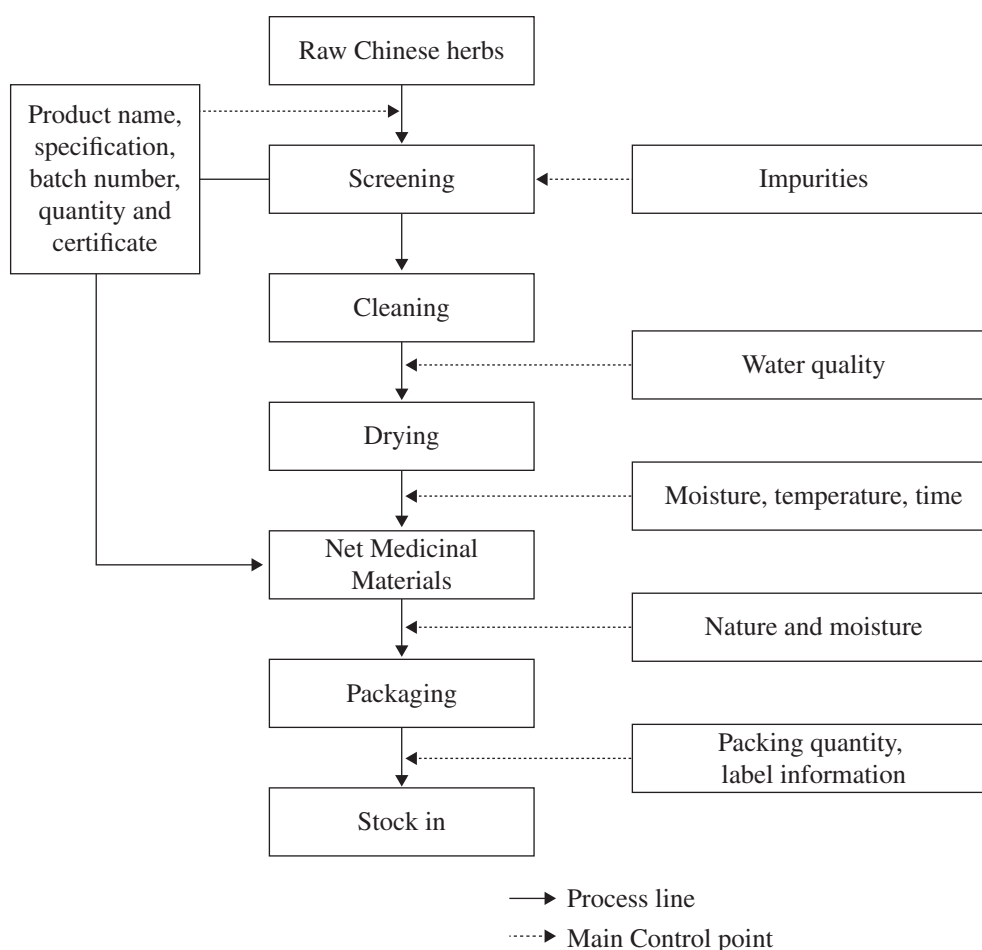 Raw Chinese herbs
Product name,
specification,
batch number,
quantity and
certificate
Screening
Impurities
Cleaning
Water quality
Drying
Moisture, temperature, time
Net Medicinal
Materials
Nature and moisture
Packaging
Packing quantity,
label information
Stock in
Process line
Main Control point